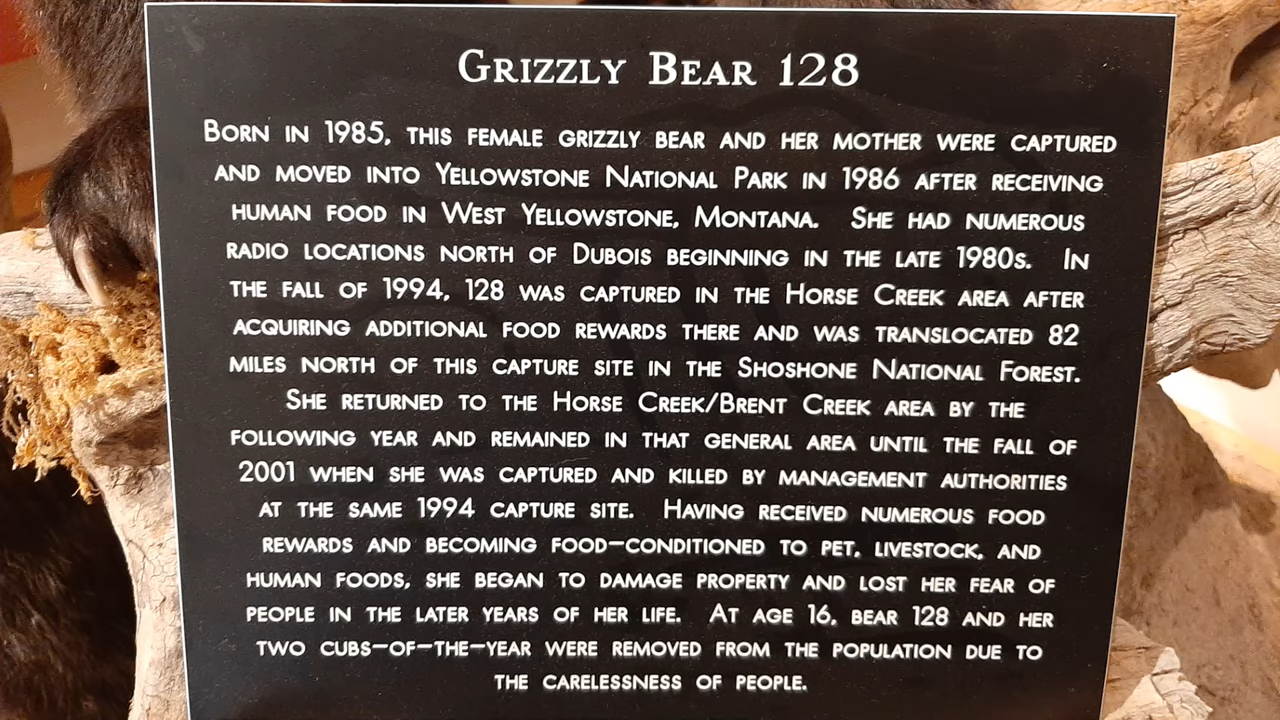 Grizzly Bear 128
Born in 1985, this female grizzly bear and her mother were captured
and moved into Yellowstone National Park in 1986 after receiving
human food in West Yellowstone, Montana. She had numerous
radio locations north of Dubois beginning in the late 1980s. In
the fall of 1994, 128 was captured in the Horse Creek area after
acquiring additional food rewards there and was translocated 82
miles north of this capture site in the Shoshone National Forest.
She returned to the Horse Creek/Brent Creek area by the
following year and remained in that general area until the fall of
2001 when she was captured and killed by management authorities
at the same 1994 capture site. Having received numerous food
rewards and becoming food-conditioned to pet, livestock, and
human foods, she began to damage property and lost her fear of
people in the later years of her life. At age 16, bear 128 and her
two cubs-of-the-year were removed from the population due to
the carelessness of people.